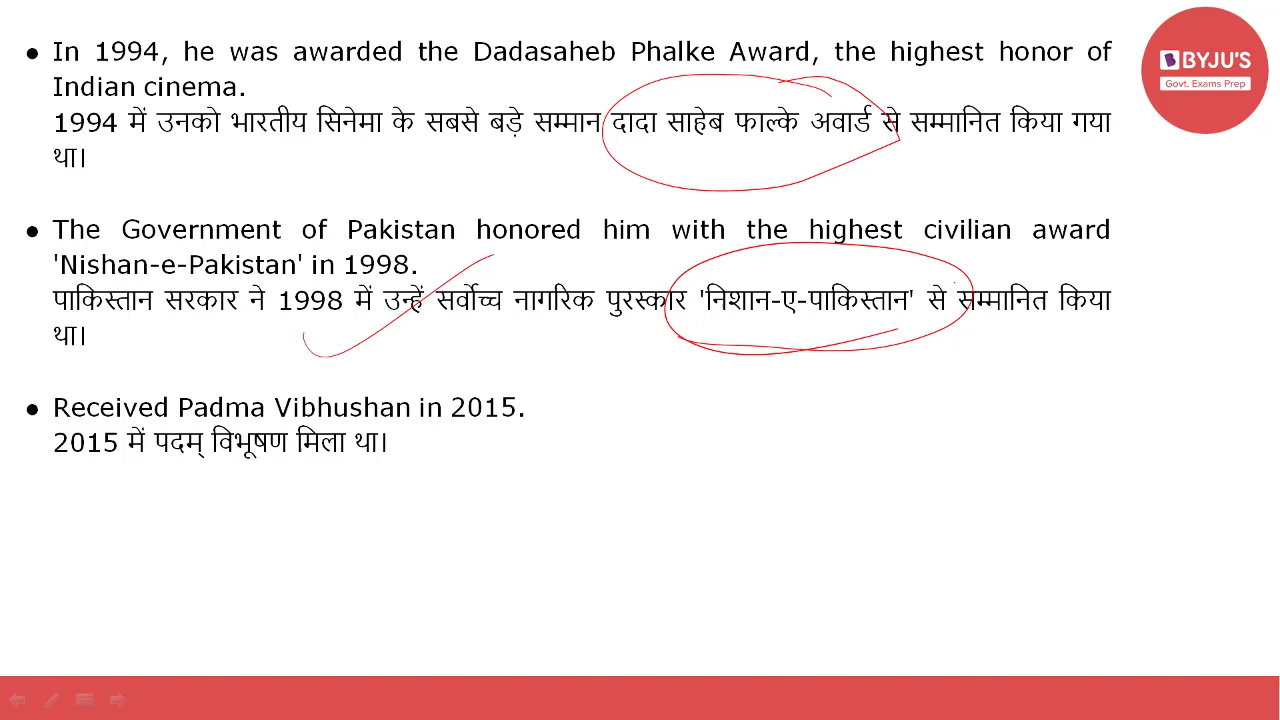 ● In 1994, he was awarded the Dadasaheb Phalke Award, the highest honor of
Indian cinema.
1994 में उनको भारतीय सिनेमा के सबसे बड़े सम्मान दादा साहेब फाल्के अवार्ड से सम्मानित किया गया
था।
● The Government of Pakistan honored him with the highest civilian award
'Nishan-e-Pakistan' in 1998.
पाकिस्तान सरकार ने 1998 में उन्हें सर्वोच्च नागरिक पुरस्कार 'निशान-ए-पाकिस्तान' से सम्मानित किया
था।
● Received Padma Vibhushan in 2015.
2015 में पदम् विभूषण मिला था।
BYJU'S
Govt. Exams Prep